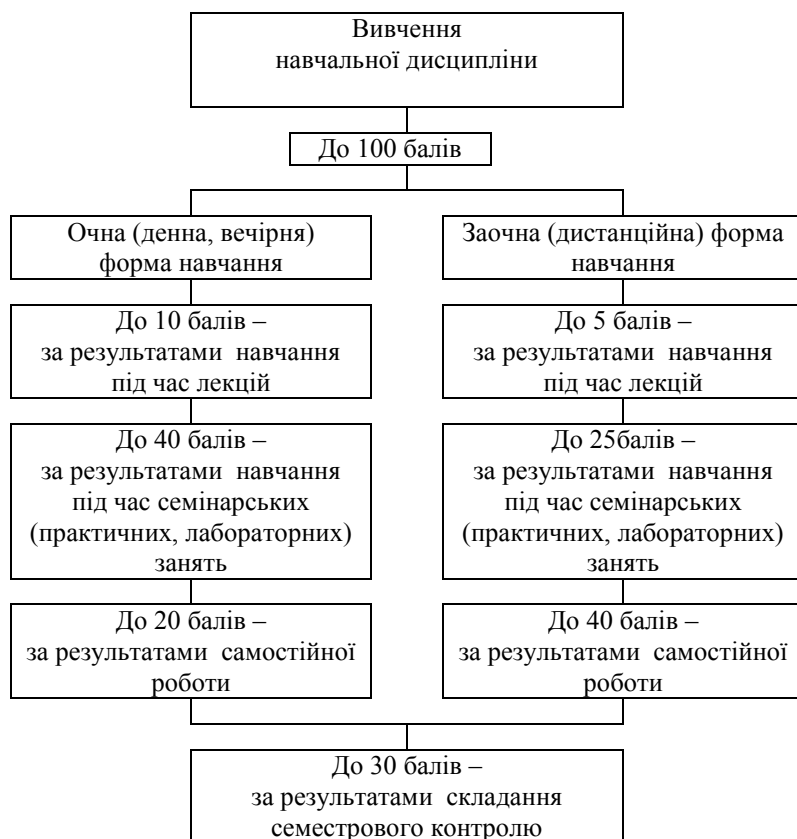 Вивчення
навчальної дисципліни
До 100 балів
Очна (денна, вечірня)
форма навчання
До 10 балів –
за результатами навчання
під час лекцій
До 40 балів –
за результатами навчання
під час семінарських
(практичних, лабораторних)
занять
До 20 балів –
за результатами самостійної
роботи
Заочна (дистанційна) форма
навчання
До 5 балів –
за результатами навчання
під час лекцій
До 25балів –
за результатами навчання
під час семінарських
(практичних, лабораторних)
занять
До 40 балів –
за результатами самостійної
роботи
До 30 балів –
за результатами складання
семестрового контролю